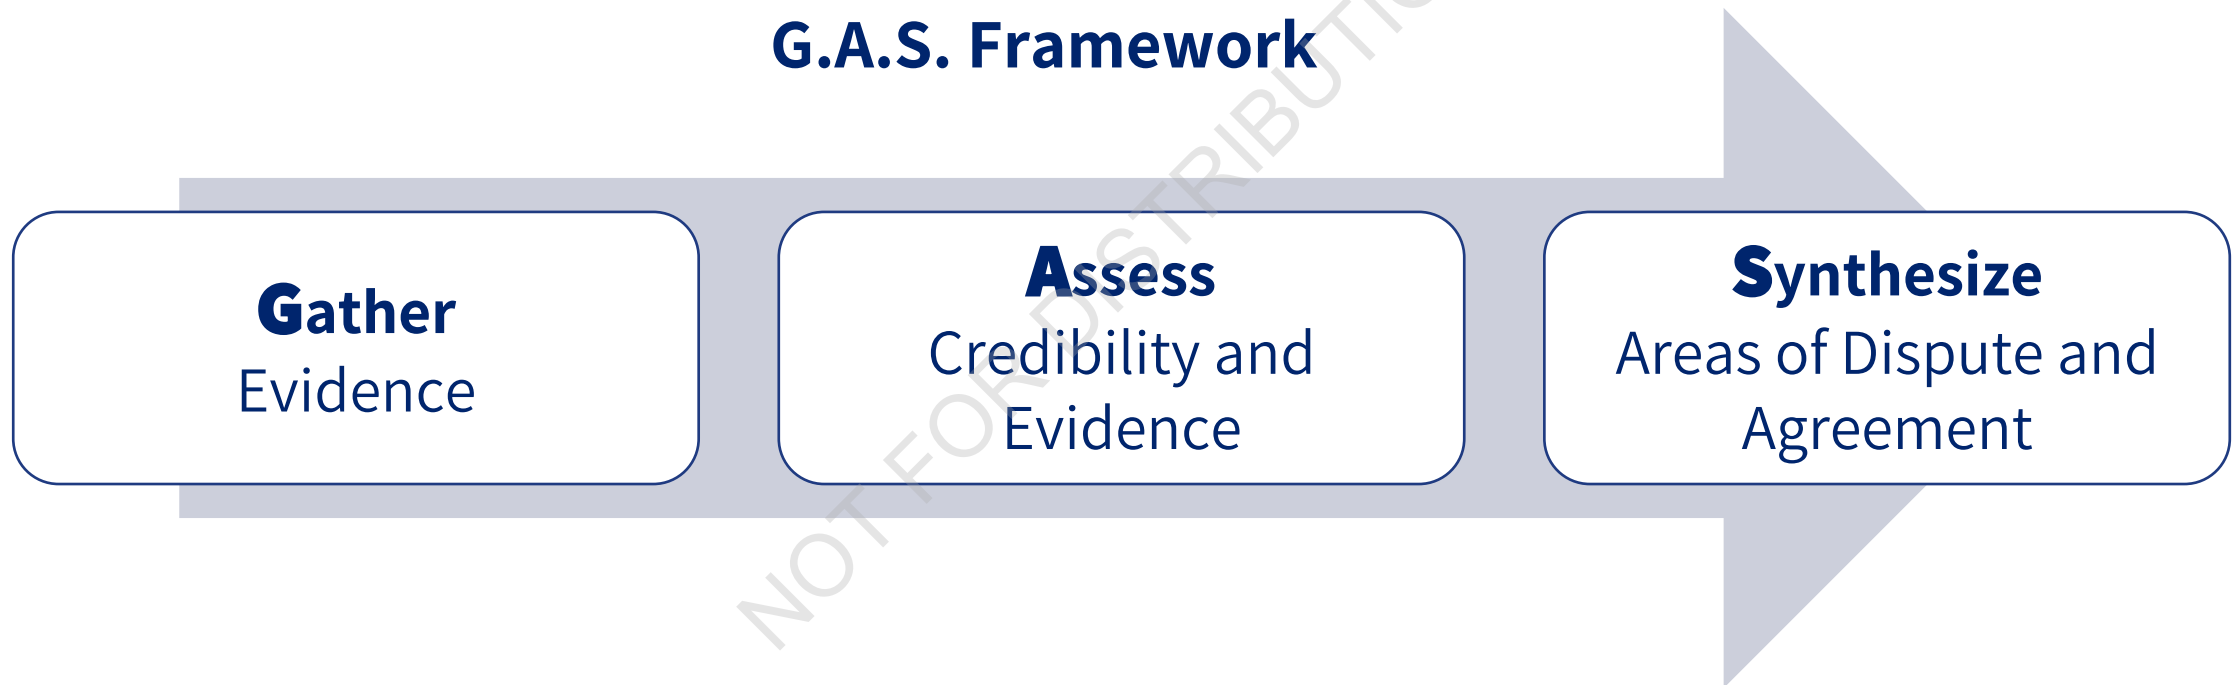 G.A.S. Framework
Gather
Evidence
Assess
Credibility and
Evidence
Synthesize
Areas of Dispute and
Agreement
NOT FOR DISTRIBUTIO